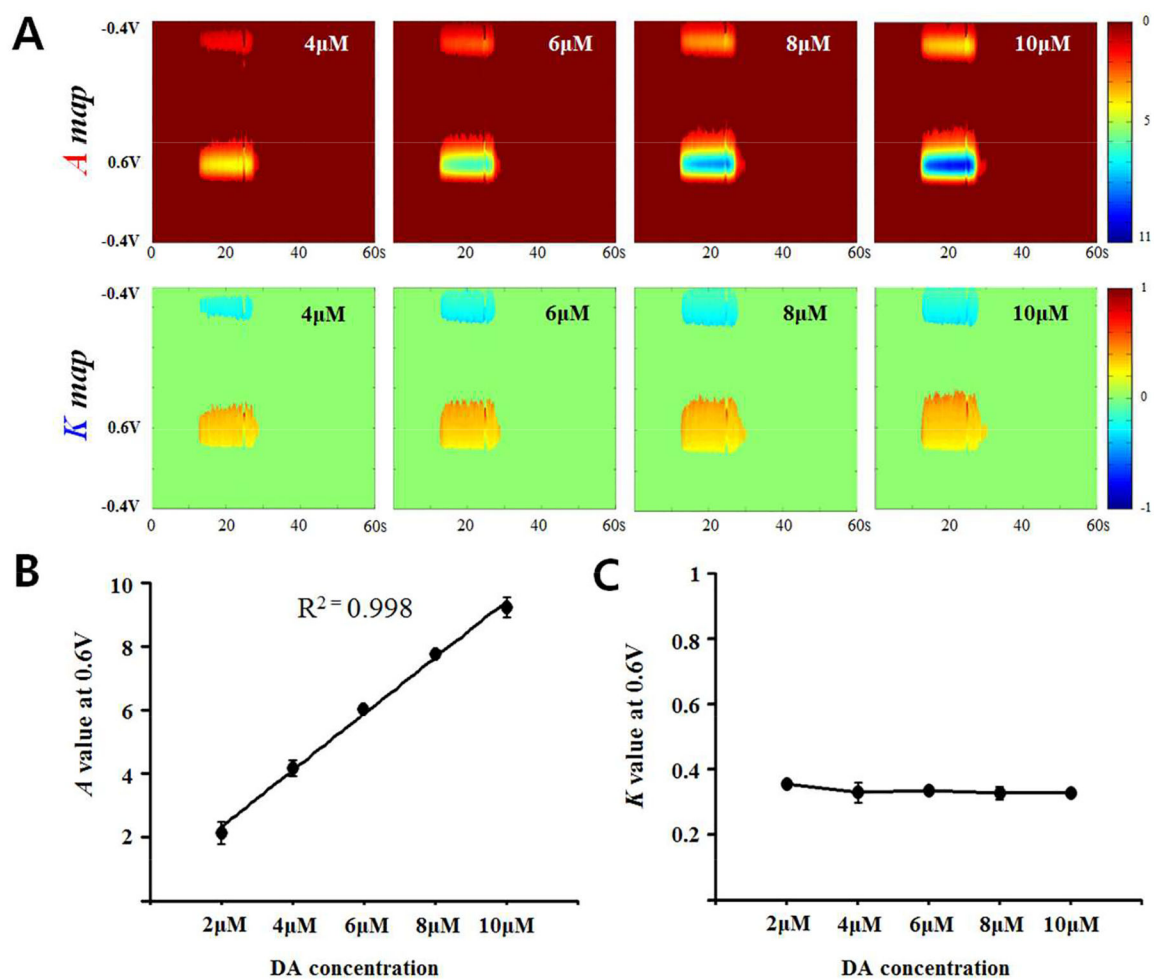 A
A map
-0.4V
0.6V
-0.4V
4μM
6μM
8μM
10μM
0
5
11
0 20 40 60s
20 40 60s
20 40 60s
20 40 60s
K map
-0.4V
0.6V
-0.4V
4μM
6μM
8μM
10μM
1
0
-1
0 20 40 60s
20 40 60s
20 40 60s
20 40 60s
B
R² = 0.998
A value at 0.6V
10
8
6
4
2
2μM 4μM 6μM 8μM 10μM
DA concentration
C
K value at 0.6V
1
0.8
0.6
0.4
0.2
2μM 4μM 6μM 8μM 10μM
DA concentration